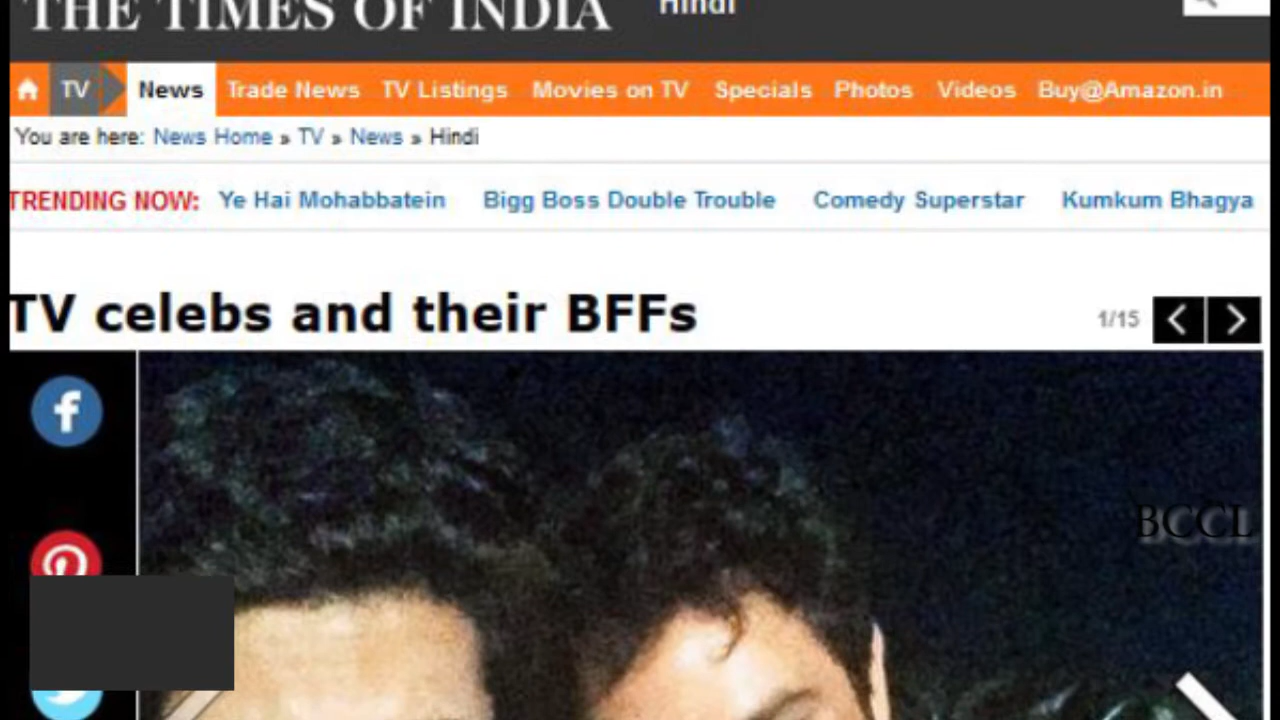 THE TIMES OF INDIA Hindi
TV News Trade News TV Listings Movies on TV Specials Photos Videos Buy@Amazon.in
You are here: News Home » TV » News » Hindi
TRENDING NOW: Ye Hai Mohabbatein Bigg Boss Double Trouble Comedy Superstar Kumkum Bhagya
TV celebs and their BFFs 1/15
BCCL